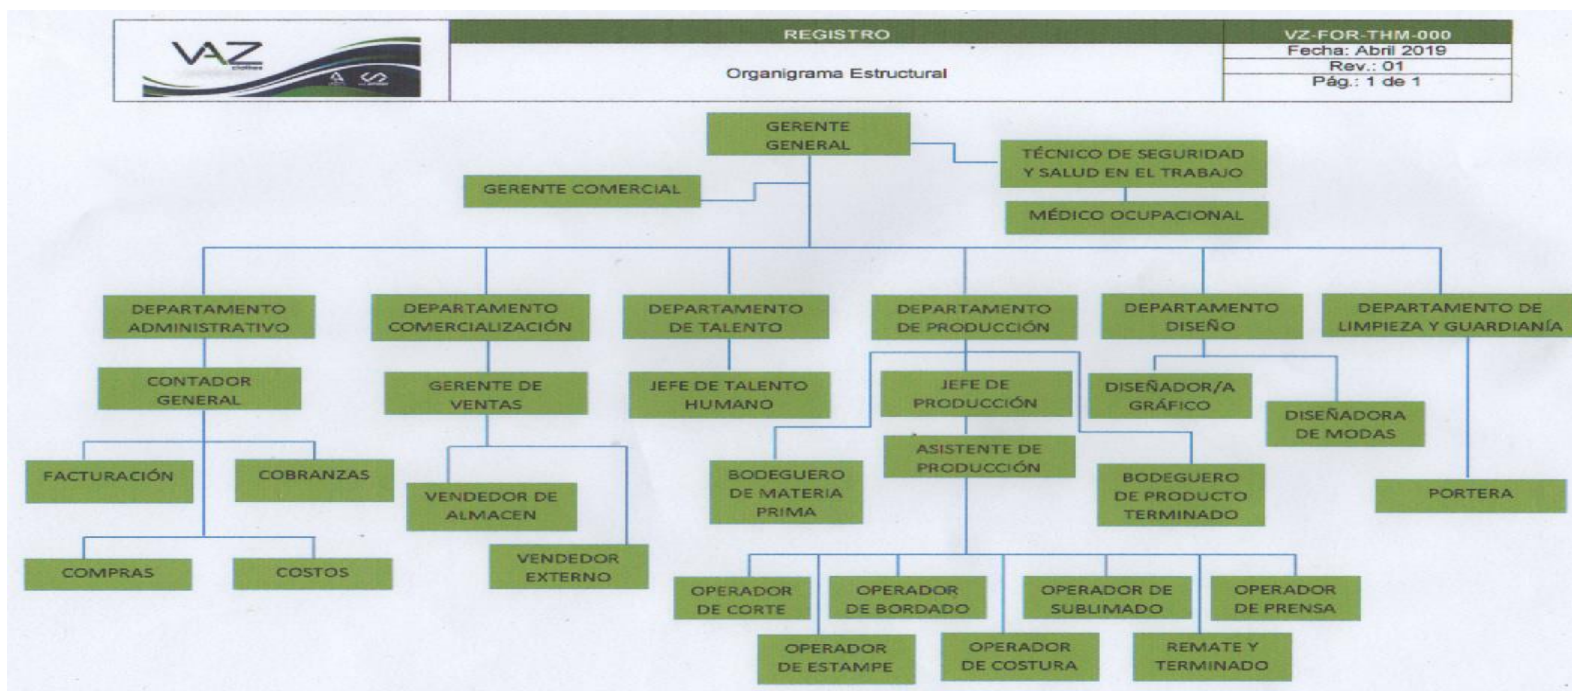 VAZ
clothes
REGISTRO
Organigrama Estructural
VZ-FOR-THM-000
Fecha: Abril 2019
Rev.: 01
Pág.: 1 de 1
GERENTE
GENERAL
TÉCNICO DE SEGURIDAD
Y SALUD EN EL TRABAJO
GERENTE COMERCIAL
MÉDICO OCUPACIONAL
DEPARTAMENTO
ADMINISTRATIVO
DEPARTAMENTO
COMERCIALIZACIÓN
DEPARTAMENTO
DE TALENTO
DEPARTAMENTO
DE PRODUCCIÓN
DEPARTAMENTO
DISEÑO
DEPARTAMENTO DE
LIMPIEZA Y GUARDIANÍA
CONTADOR
GENERAL
GERENTE DE
VENTAS
JEFE DE TALENTO
HUMANO
JEFE DE
PRODUCCIÓN
DISEÑADOR/A
GRÁFICO
DISEÑADORA
DE MODAS
FACTURACIÓN
COBRANZAS
VENDEDOR DE
ALMACEN
BODEGUERO
DE MATERIA
PRIMA
ASISTENTE DE
PRODUCCIÓN
BODEGUERO
DE PRODUCTO
TERMINADO
PORTERA
COMPRAS
COSTOS
VENDEDOR
EXTERNO
OPERADOR
DE CORTE
OPERADOR
DE BORDADO
OPERADOR DE
SUBLIMADO
OPERADOR
DE PRENSA
OPERADOR
DE ESTAMPE
OPERADOR
DE COSTURA
REMATE Y
TERMINADO